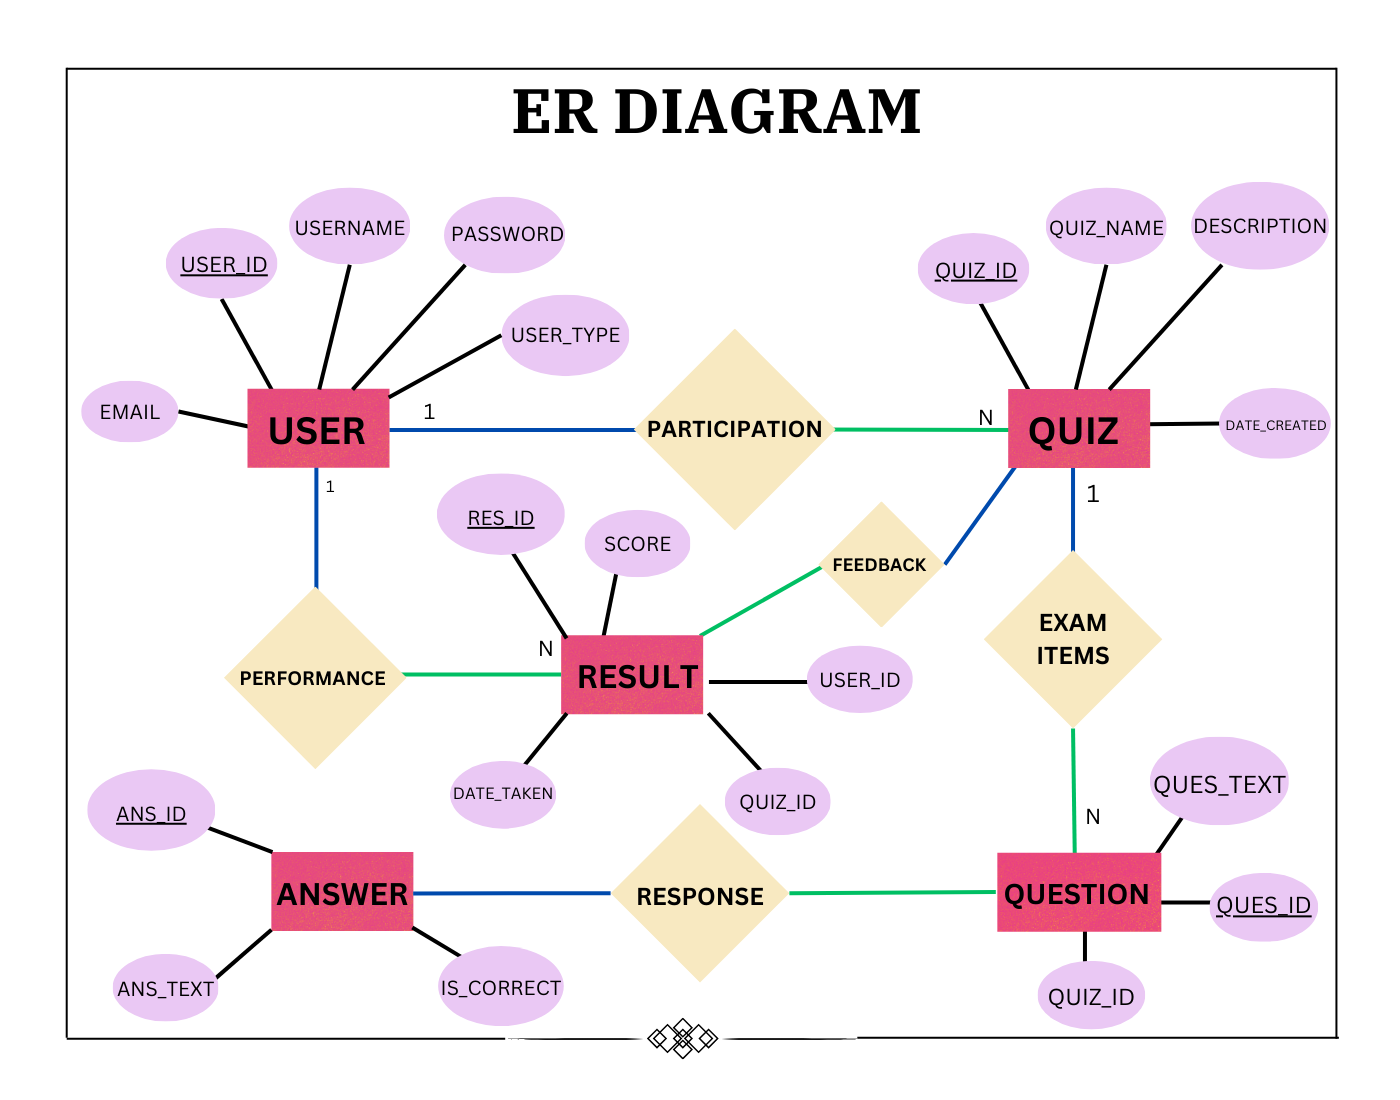 ER DIAGRAM
USER_ID
USERNAME
PASSWORD
USER_TYPE
EMAIL
USER
1
PARTICIPATION
N
QUIZ_ID
QUIZ_NAME
DESCRIPTION
DATE_CREATED
QUIZ
1
1
RES_ID
SCORE
FEEDBACK
EXAM
ITEMS
PERFORMANCE
N
RESULT
USER_ID
DATE_TAKEN
QUIZ_ID
N
QUES_TEXT
ANS_ID
ANSWER
RESPONSE
QUESTION
QUES_ID
ANS_TEXT
IS_CORRECT
QUIZ_ID